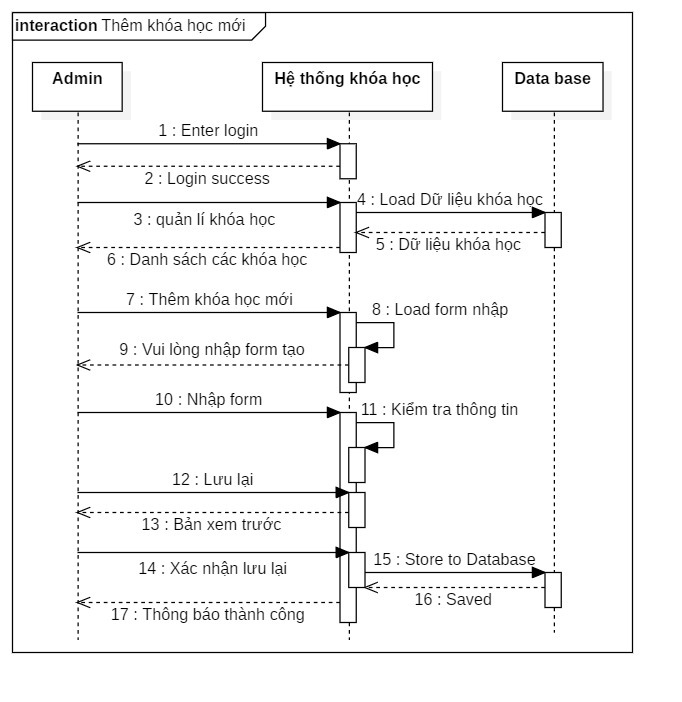 interaction Thêm khóa học mới
Admin
Hệ thống khóa học
Data base
1 : Enter login
2 : Login success
3 : quản lí khóa học
4 : Load Dữ liệu khóa học
5 : Dữ liệu khóa học
6 : Danh sách các khóa học
7 : Thêm khóa học mới
8 : Load form nhập
9 : Vui lòng nhập form tạo
10 : Nhập form
11 : Kiểm tra thông tin
12 : Lưu lại
13 : Bản xem trước
14 : Xác nhận lưu lại
15 : Store to Database
16 : Saved
17 : Thông báo thành công